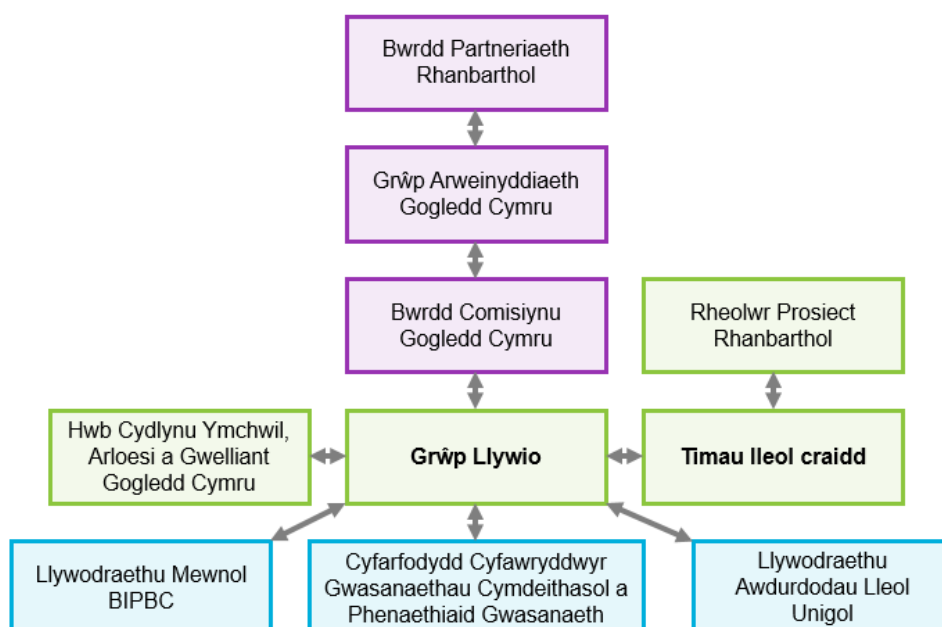 Bwrdd Partneriaeth
Rhanbarthol
Grŵp Arweinyddiaeth
Gogledd Cymru
Bwrdd Comisiynu
Gogledd Cymru
Rheolwr Prosiect
Rhanbarthol
Hwb Cydlynu Ymchwil,
Arloesi a Gwelliant
Gogledd Cymru
Grŵp Llywio
Timau lleol craidd
Llywodraethu Mewnol
BIPBC
Cyfarfodydd Cyfawryddwyr
Gwasanaethau Cymdeithasol a
Phenaethiaid Gwasanaeth
Llywodraethu
Awdurdodau Lleol
Unigol